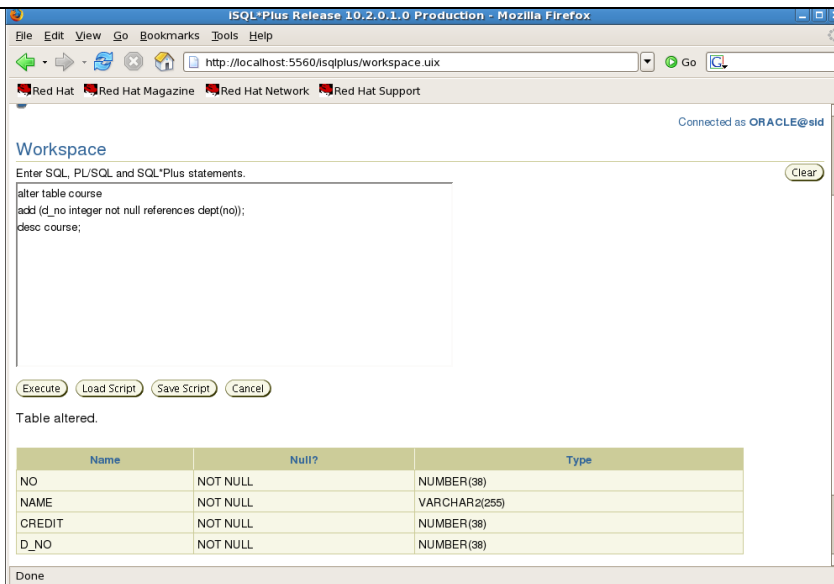 iSQL*Plus Release 10.2.0.1.0 Production - Mozilla Firefox
File Edit View Go Bookmarks Tools Help
http://localhost:5560/isqlplus/workspace.uix Go G
Red Hat Red Hat Magazine Red Hat Network Red Hat Support
Connected as ORACLE@sid
Workspace
Enter SQL, PL/SQL and SQL*Plus statements. Clear
alter table course
add (d_no integer not null references dept(no));
desc course;
Execute Load Script Save Script Cancel
Table altered.
Name Null? Type
NO NOT NULL NUMBER(38)
NAME NOT NULL VARCHAR2(255)
CREDIT NOT NULL NUMBER(38)
D_NO NOT NULL NUMBER(38)
Done